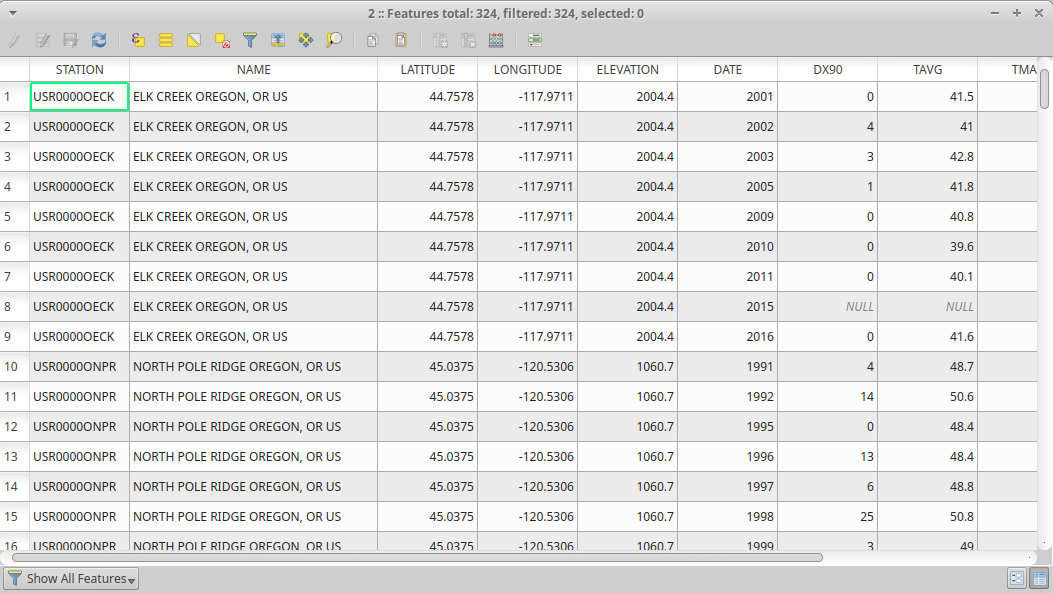 2 :: Features total: 324, filtered: 324, selected: 0
STATION NAME LATITUDE LONGITUDE ELEVATION DATE DX90 TAVG TMA
1 USR0000OECK ELK CREEK OREGON, OR US 44.7578 -117.9711 2004.4 2001 0 41.5
2 USR0000OECK ELK CREEK OREGON, OR US 44.7578 -117.9711 2004.4 2002 4 41
3 USR0000OECK ELK CREEK OREGON, OR US 44.7578 -117.9711 2004.4 2003 3 42.8
4 USR0000OECK ELK CREEK OREGON, OR US 44.7578 -117.9711 2004.4 2005 1 41.8
5 USR0000OECK ELK CREEK OREGON, OR US 44.7578 -117.9711 2004.4 2009 0 40.8
6 USR0000OECK ELK CREEK OREGON, OR US 44.7578 -117.9711 2004.4 2010 0 39.6
7 USR0000OECK ELK CREEK OREGON, OR US 44.7578 -117.9711 2004.4 2011 0 40.1
8 USR0000OECK ELK CREEK OREGON, OR US 44.7578 -117.9711 2004.4 2015 NULL NULL
9 USR0000OECK ELK CREEK OREGON, OR US 44.7578 -117.9711 2004.4 2016 0 41.6
10 USR0000ONPR NORTH POLE RIDGE OREGON, OR US 45.0375 -120.5306 1060.7 1991 4 48.7
11 USR0000ONPR NORTH POLE RIDGE OREGON, OR US 45.0375 -120.5306 1060.7 1992 14 50.6
12 USR0000ONPR NORTH POLE RIDGE OREGON, OR US 45.0375 -120.5306 1060.7 1995 0 48.4
13 USR0000ONPR NORTH POLE RIDGE OREGON, OR US 45.0375 -120.5306 1060.7 1996 13 48.4
14 USR0000ONPR NORTH POLE RIDGE OREGON, OR US 45.0375 -120.5306 1060.7 1997 6 48.8
15 USR0000ONPR NORTH POLE RIDGE OREGON, OR US 45.0375 -120.5306 1060.7 1998 25 50.8
16 USR0000ONPR NORTH POLE RIDGE OREGON, OR US 45.0375 -120.5306 1060.7 1999 3 49
Show All Features